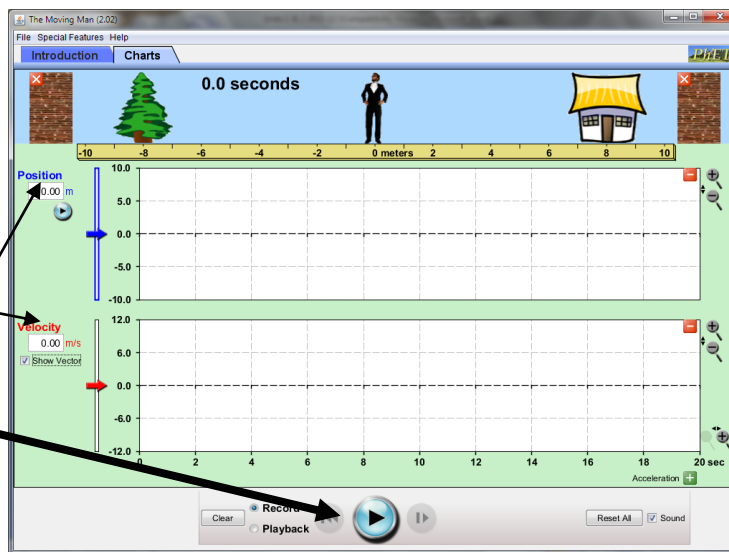 The Moving Man (2.02)
File Special Features Help
Introduction Charts
PhET
0.0 seconds
-10 -8 -6 -4 -2 0 meters 2 4 6 8 10
Position
0.00 m
10.0
5.0
0.0
-5.0
-10.0
Velocity
0.00 m/s
Show Vector
12.0
6.0
0.0
-6.0
-12.0
0 2 4 6 8 10 12 14 16 18 20 sec
Acceleration
Clear
Record
Playback
Reset All
Sound